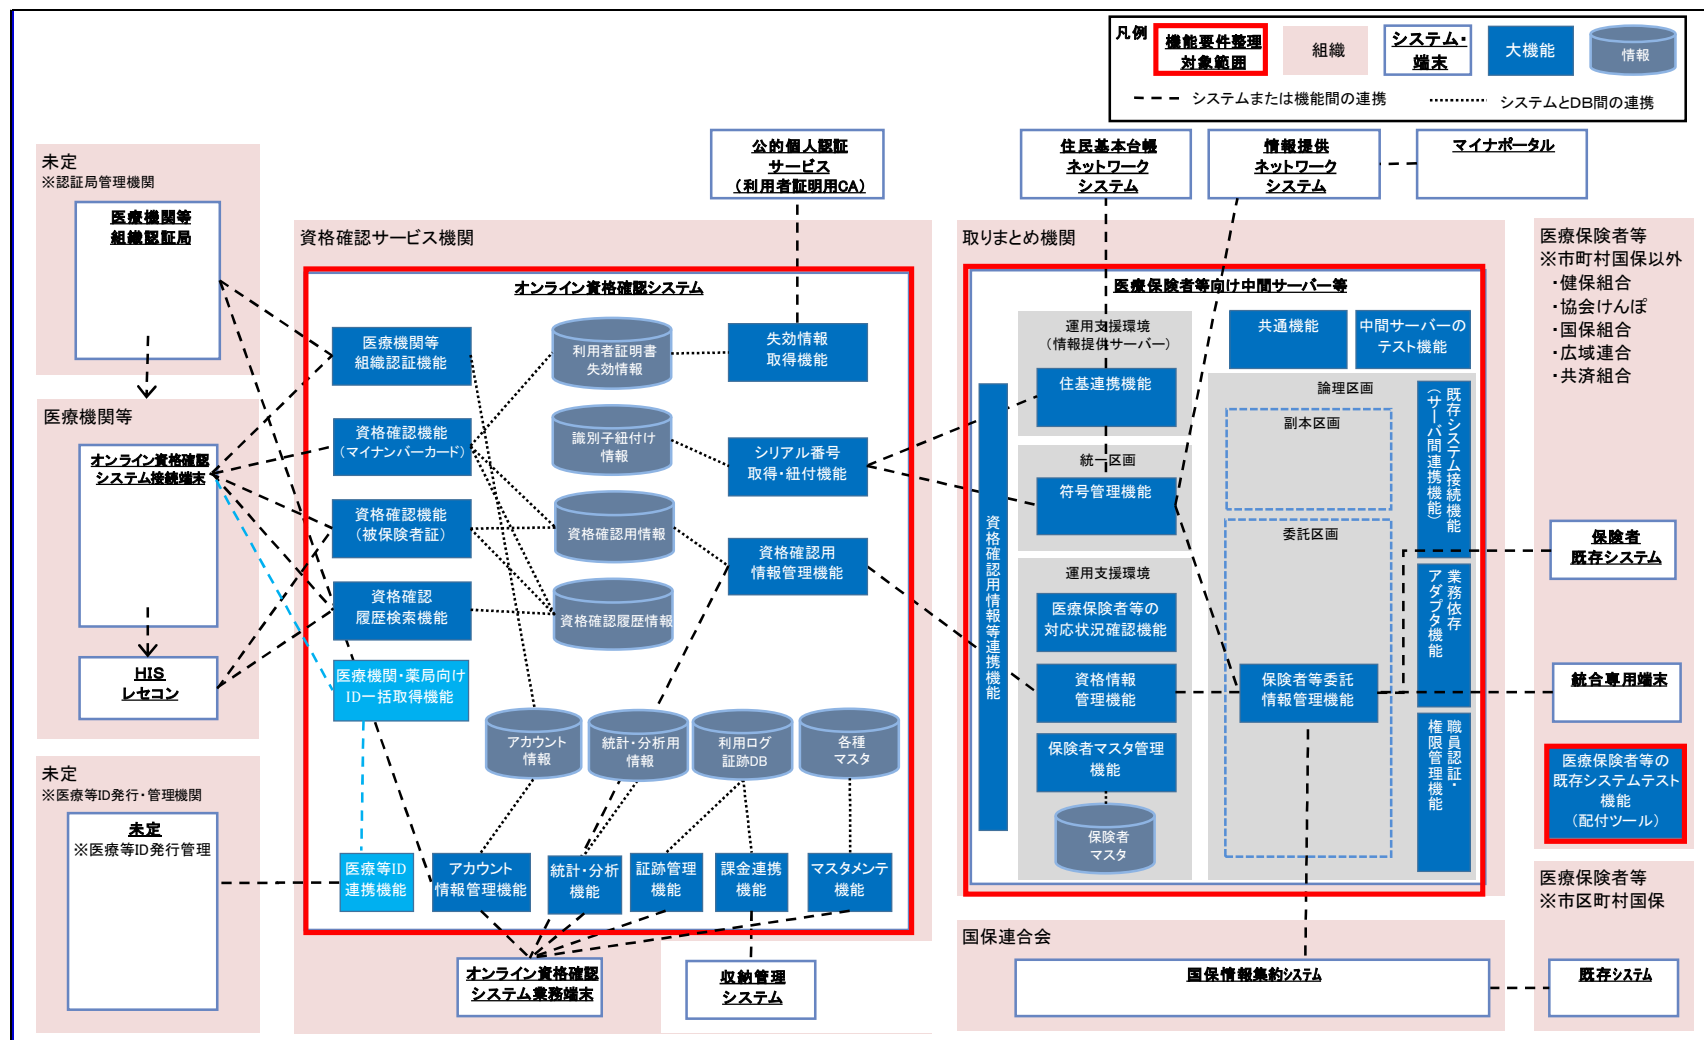 凡例
機能要件整理
対象範囲
組織
システム・
端末
大機能
情報
システムまたは機能間の連携
システムとDB間の連携
公的個人認証
サービス
(利用者証明用CA)
住民基本台帳
ネットワーク
システム
情報提供
ネットワーク
システム
マイナポータル
未定
※認証局管理機関
医療機関等
組織認証局
医療機関等
オンライン資格確認
システム接続端末
HIS
レセコン
未定
※医療等ID発行・管理機関
未定
※医療等ID発行管理
資格確認サービス機関
オンライン資格確認システム
医療機関等
組織認証機能
資格確認機能
(マイナンバーカード)
資格確認機能
(被保険者証)
資格確認
履歴検索機能
医療機関・薬局向け
ID一括取得機能
利用者証明書
失効情報
識別子紐付け
情報
資格確認用情報
資格確認履歴情報
失効情報
取得機能
シリアル番号
取得・紐付機能
資格確認用
情報管理機能
アカウント
情報
統計・分析用
情報
利用ログ
証跡DB
各種
マスタ
医療等ID
連携機能
アカウント
情報管理機能
統計・分析
機能
証跡管理
機能
課金連携
機能
マスタメンテ
機能
オンライン資格確認
システム業務端末
収納管理
システム
取りまとめ機関
医療保険者等向け中間サーバー等
資格確認用情報等連携機能
運用支援環境
(情報提供サーバー)
住基連携機能
統一区画
符号管理機能
運用支援環境
医療保険者等の
対応状況確認機能
資格情報
管理機能
保険者マスタ管理
機能
保険者
マスタ
共通機能
中間サーバーの
テスト機能
論理区画
副本区画
委託区画
保険者等委託
情報管理機能
既存システム接続機能
(サーバ間連携機能)
業務依存
アダプタ機能
職員認証・
権限管理機能
国保連合会
国保情報集約システム
医療保険者等
※市町村国保以外
・健保組合
・協会けんぽ
・国保組合
・広域連合
・共済組合
保険者
既存システム
統合専用端末
医療保険者等の
既存システムテスト
機能
(配付ツール)
医療保険者等
※市区町村国保
既存システム